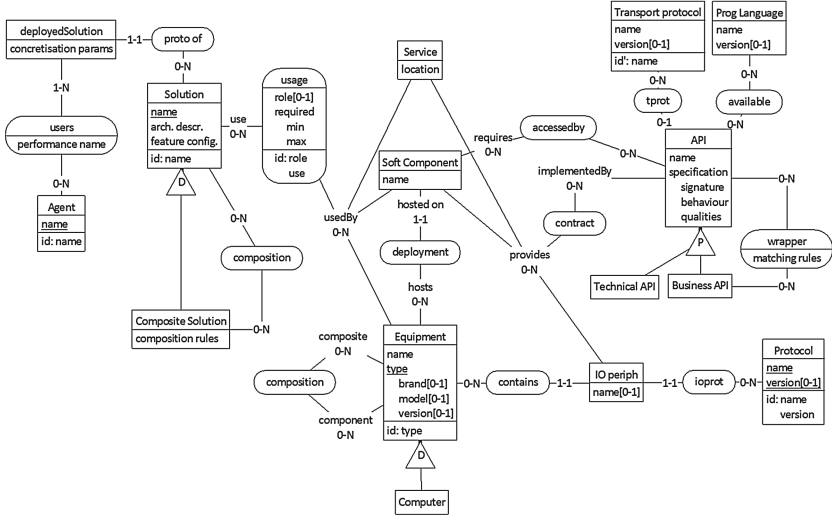 deployedSolution
concretisation params
1-1
proto of
0-N
1-N
users
performance name
0-N
Agent
name
id: name
Solution
name
arch. descr.
feature config.
id: name
D
use
0-N
usage
role[0-1]
required
min
max
id: role
use
0-N
composition
0-N
Composite Solution
composition rules
Service
location
Soft Component
name
usedBy
0-N
hosted on
1-1
deployment
hosts
0-N
requires
0-N
accessedby
0-N
implementedBy
0-N
contract
provides
0-N
Transport protocol
name
version[0-1]
id': name
0-N
tprot
0-1
Prog Language
name
version[0-1]
0-N
available
0-N
API
name
specification
signature
behaviour
qualities
P
Technical API
Business API
0-N
wrapper
matching rules
0-N
composite
0-N
composition
component
0-N
Equipment
name
type
brand[0-1]
model[0-1]
version[0-1]
id: type
D
Computer
0-N
contains
1-1
IO periph
name[0-1]
1-1
ioprot
0-N
Protocol
name
version[0-1]
id: name
version